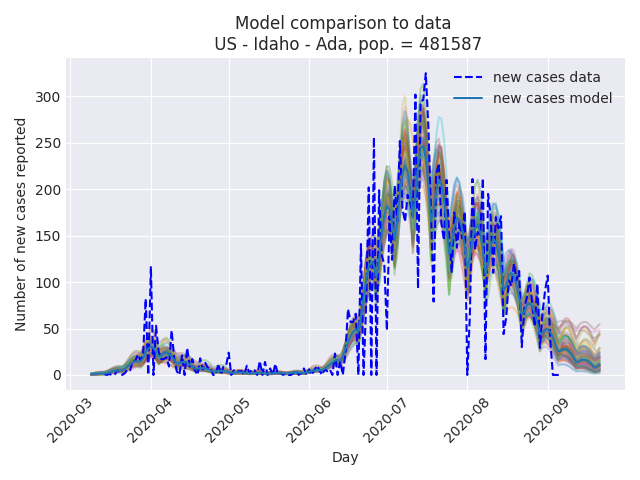 Model comparison to data
US - Idaho - Ada, pop. = 481587
new cases data
new cases model
Number of new cases reported
300
250
200
150
100
50
0
2020-03
2020-04
2020-05
2020-06
2020-07
2020-08
2020-09
Day